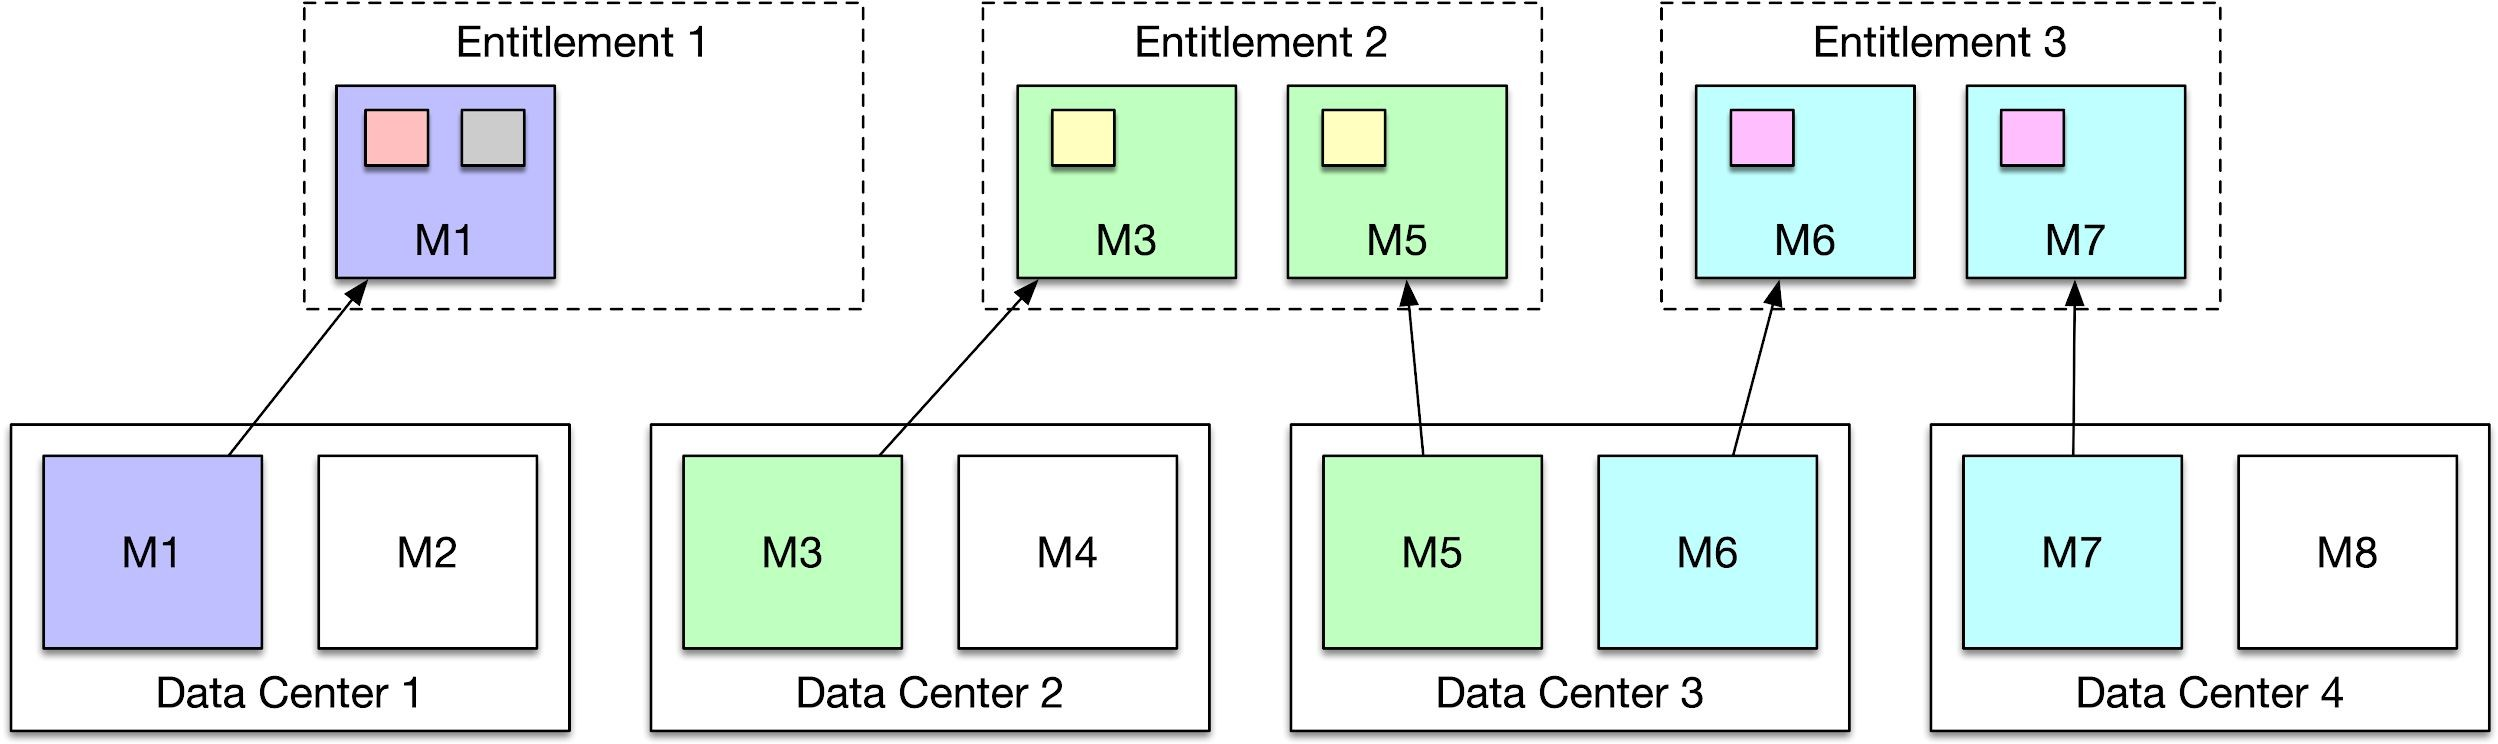 Entitlement 1
Entitlement 2
Entitlement 3
M1
M3
M5
M6
M7
M1
M2
M3
M4
M5
M6
M7
M8
Data Center 1
Data Center 2
Data Center 3
Data Center 4